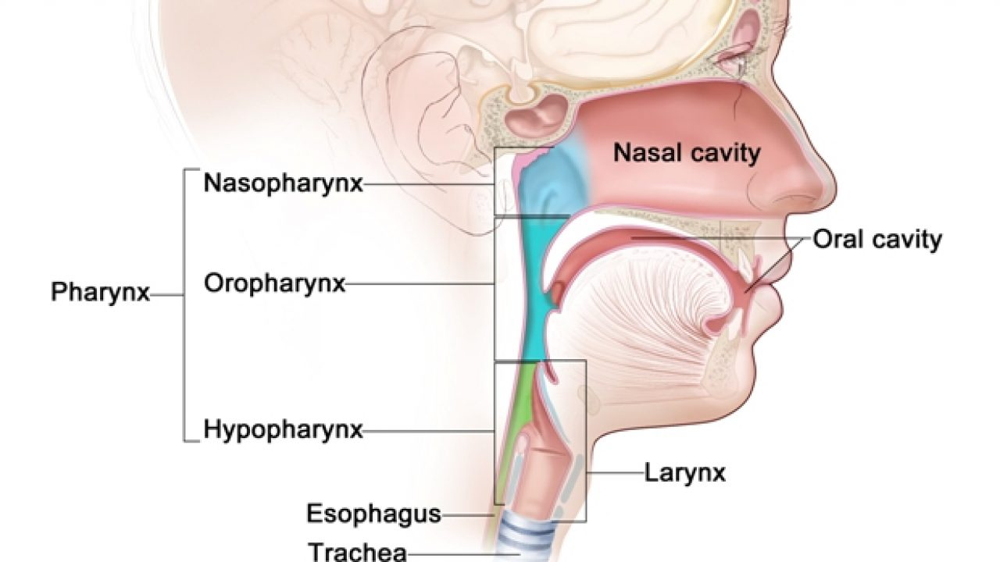 Nasal cavity
Nasopharynx
Oral cavity
Oropharynx
Pharynx
Hypopharynx
Larynx
Esophagus
Trachea